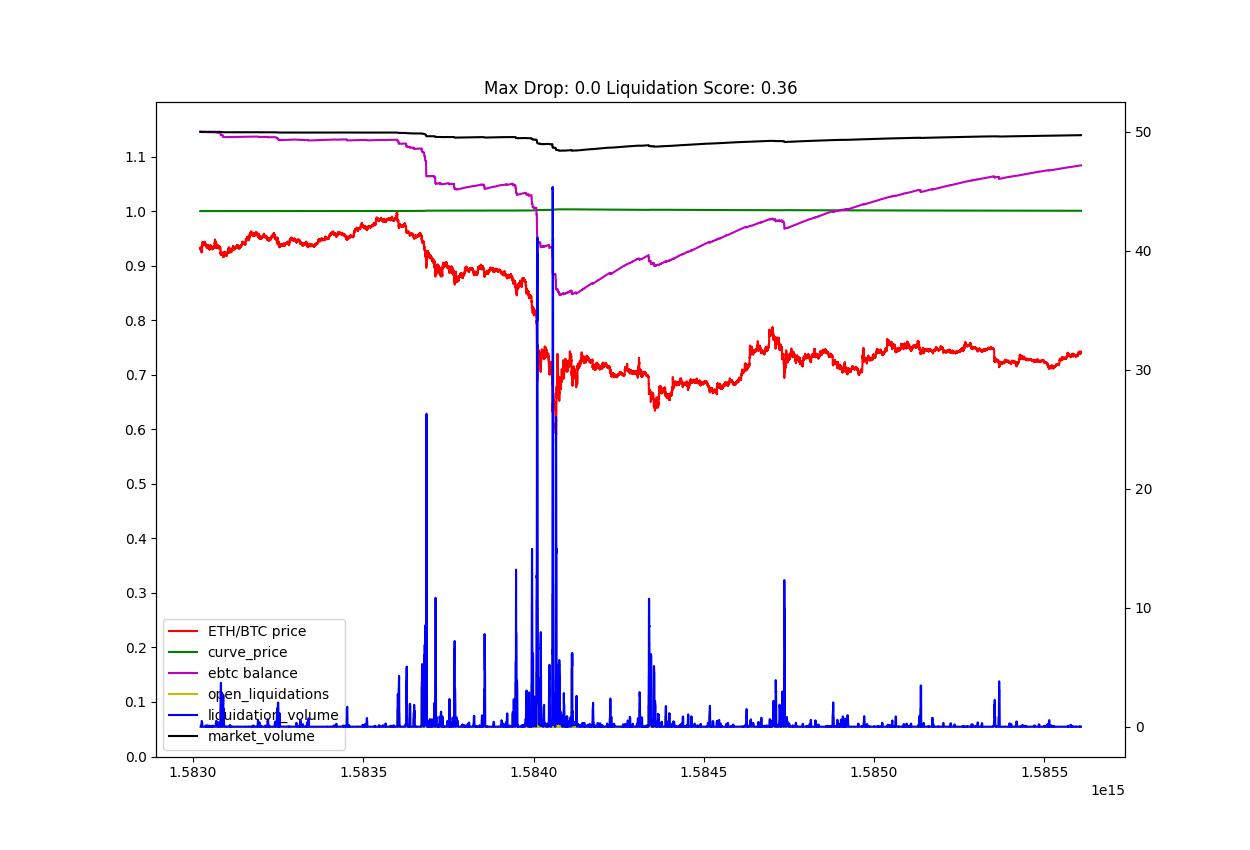 Max Drop: 0.0 Liquidation Score: 0.36
1.1
1.0
0.9
0.8
0.7
0.6
0.5
0.4
0.3
0.2
0.1
0.0
50
40
30
20
10
0
ETH/BTC price
curve_price
ebtc balance
open_liquidations
liquidation_volume
market_volume
1.5830 1.5835 1.5840 1.5845 1.5850 1.5855
1e15